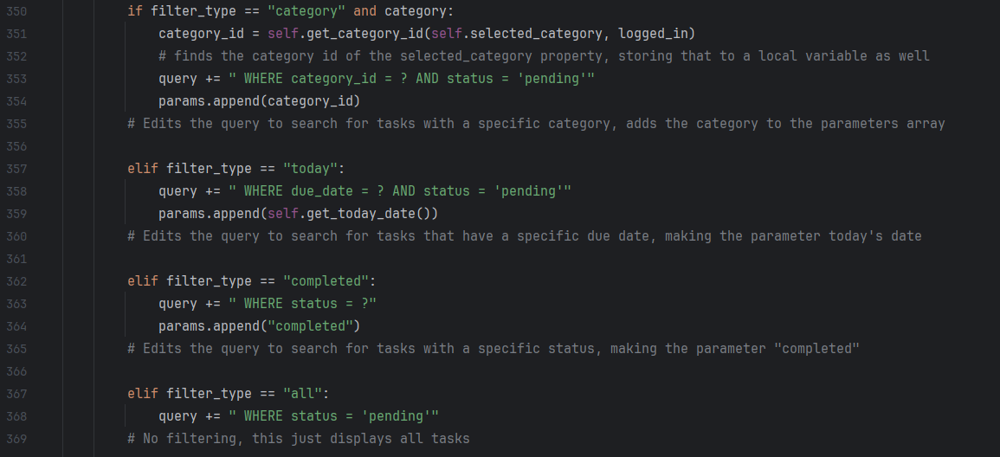 350 if filter_type == "category" and category:
351 category_id = self.get_category_id(self.selected_category, logged_in)
352 # finds the category id of the selected_category property, storing that to a local variable as well
353 query += " WHERE category_id = ? AND status = 'pending'"
354 params.append(category_id)
355 # Edits the query to search for tasks with a specific category, adds the category to the parameters array
356
357 elif filter_type == "today":
358 query += " WHERE due_date = ? AND status = 'pending'"
359 params.append(self.get_today_date())
360 # Edits the query to search for tasks that have a specific due date, making the parameter today's date
361
362 elif filter_type == "completed":
363 query += " WHERE status = ?"
364 params.append("completed")
365 # Edits the query to search for tasks with a specific status, making the parameter "completed"
366
367 elif filter_type == "all":
368 query += " WHERE status = 'pending'"
369 # No filtering, this just displays all tasks